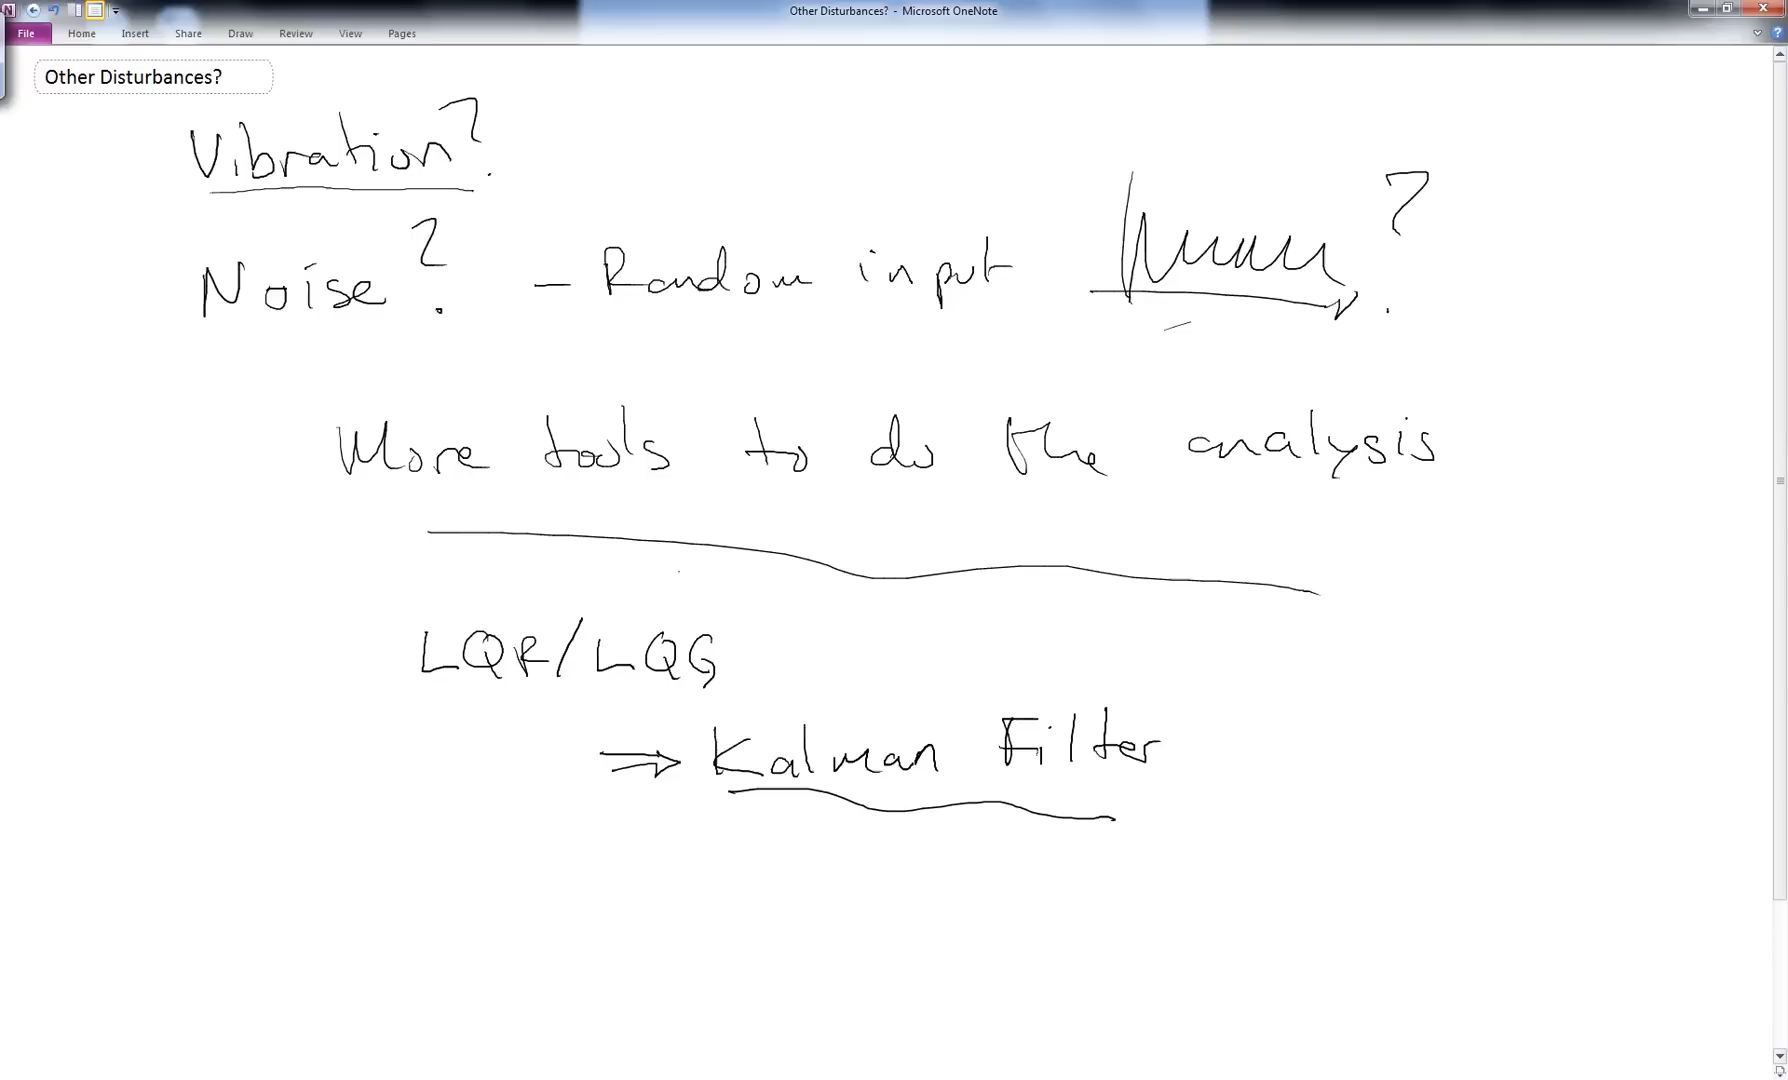 Other Disturbances? - Microsoft OneNote
File Home Insert Share Draw Review View Pages
Other Disturbances?
Vibration?
Noise? - Random input ?
More tools to do the analysis
LQR/LQG
⇒ Kalman Filter